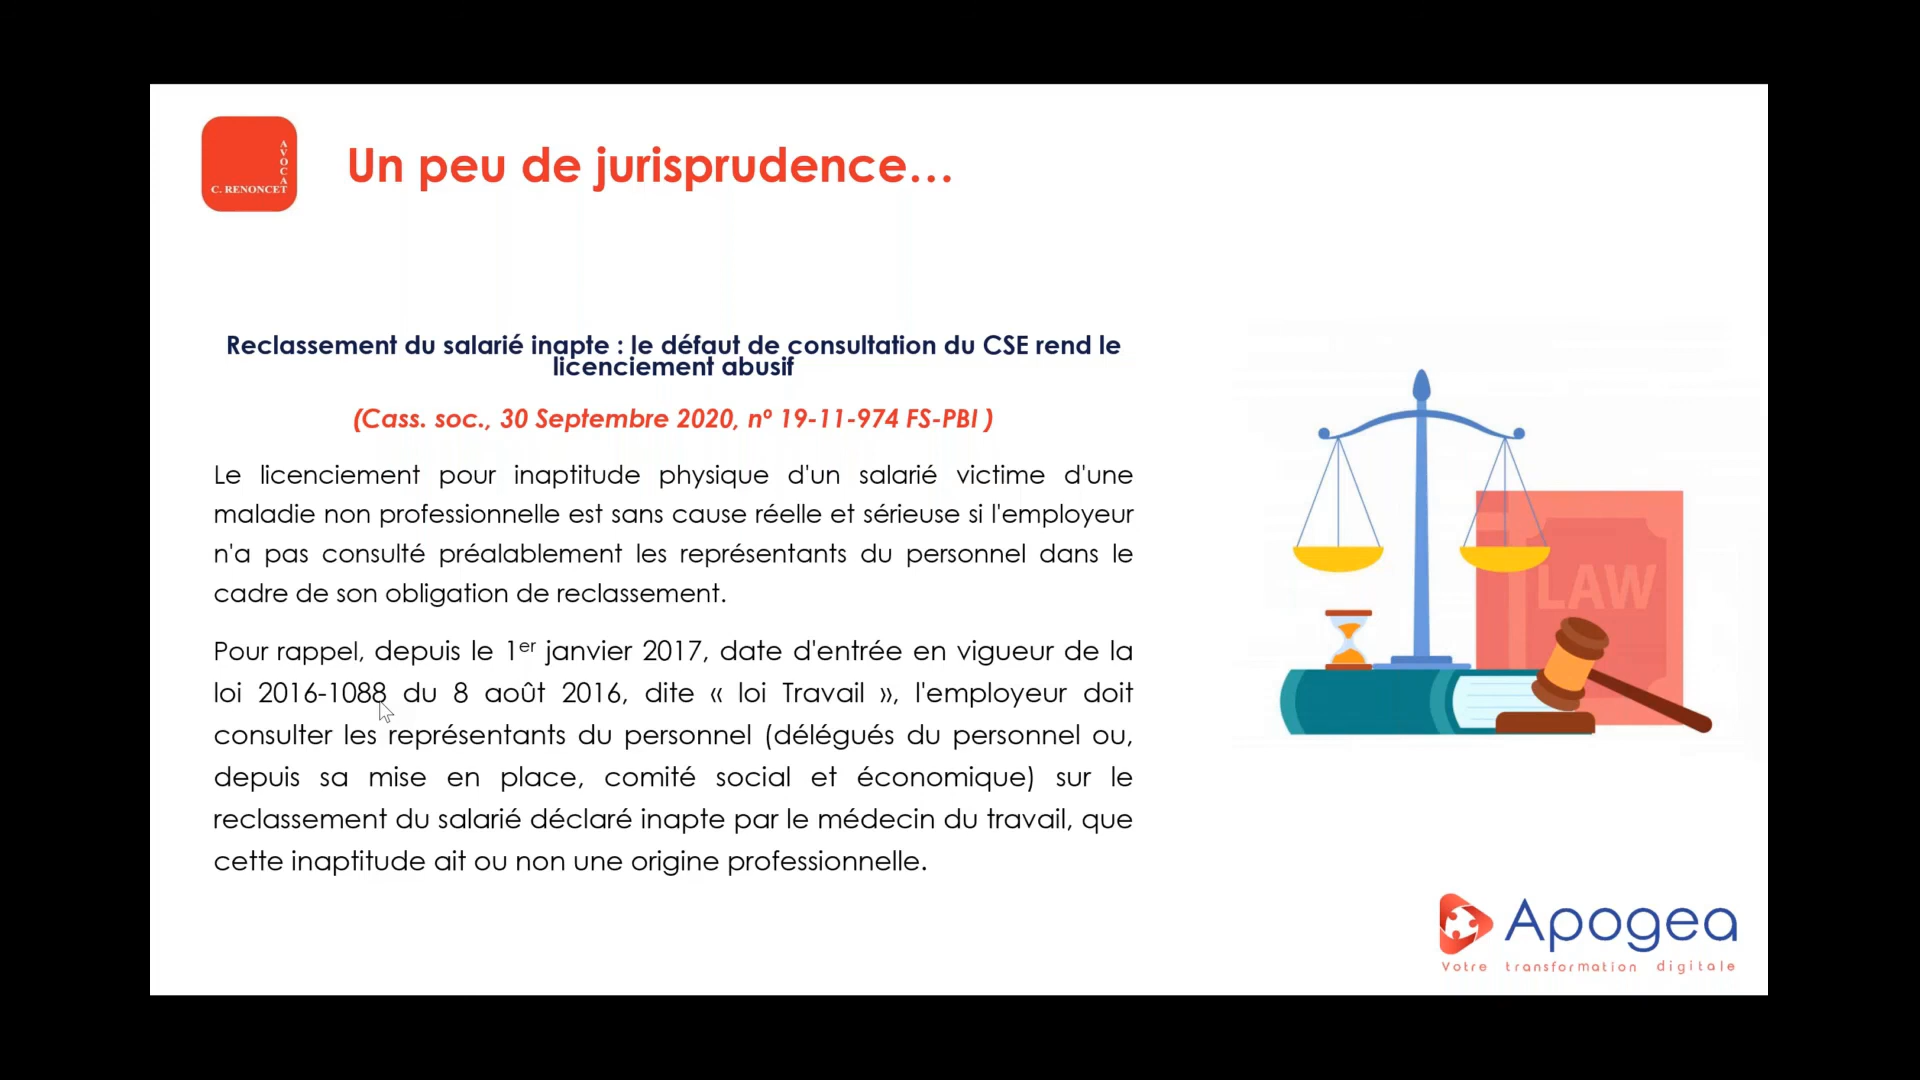 AVOCAT
C. RENONCET
Un peu de jurisprudence...
Reclassement du salarié inapte : le défaut de consultation du CSE rend le
licenciement abusif
(Cass. soc., 30 Septembre 2020, nº 19-11-974 FS-PBI )
Le licenciement pour inaptitude physique d'un salarié victime d'une
maladie non professionnelle est sans cause réelle et sérieuse si l'employeur
n'a pas consulté préalablement les représentants du personnel dans le
cadre de son obligation de reclassement.
Pour rappel, depuis le 1er janvier 2017, date d'entrée en vigueur de la
loi 2016-1088 du 8 août 2016, dite « loi Travail », l'employeur doit
consulter les représentants du personnel (délégués du personnel ou,
depuis sa mise en place, comité social et économique) sur le
reclassement du salarié déclaré inapte par le médecin du travail, que
cette inaptitude ait ou non une origine professionnelle.
LAW
Apogea
Votre transformation digitale